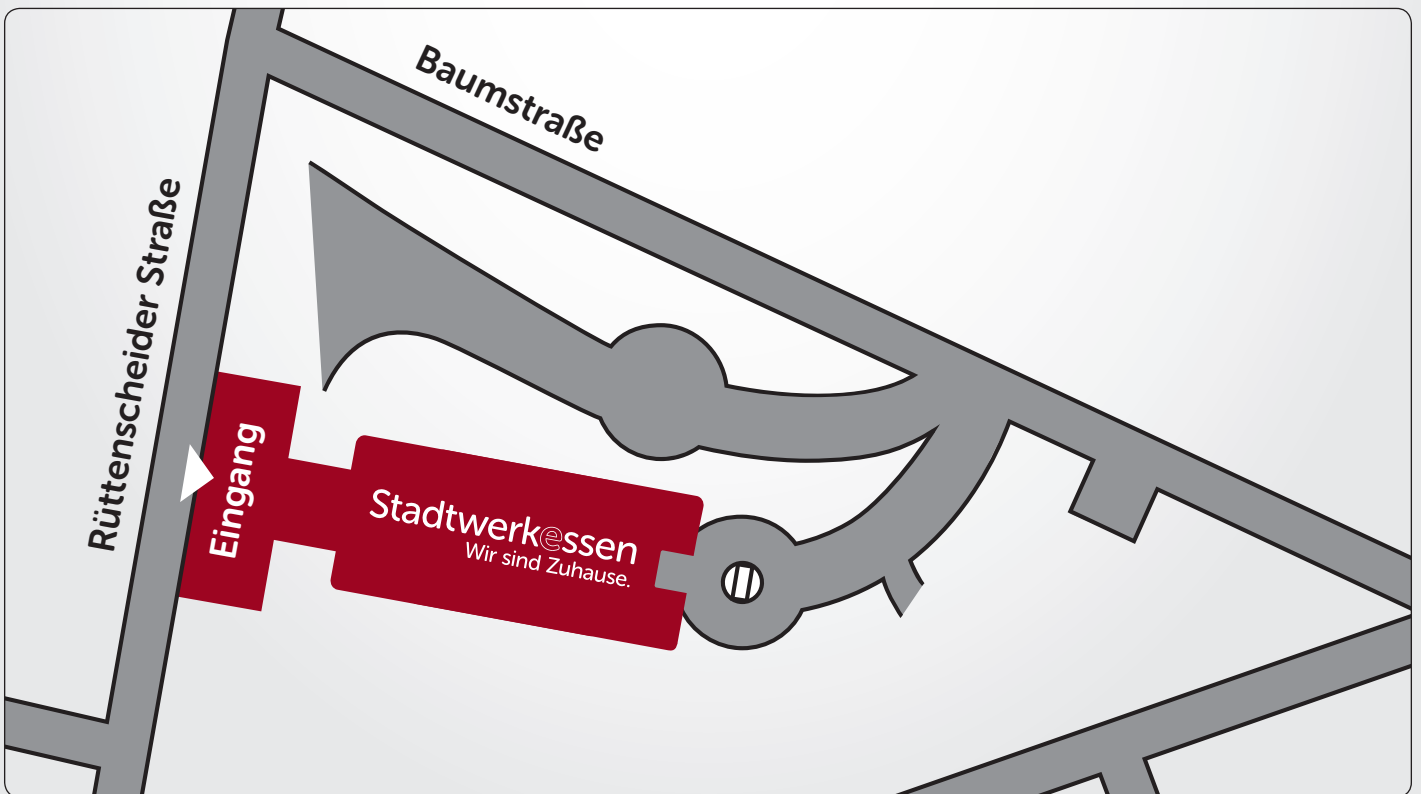 Baumstraße
Rüttenscheider Straße
Eingang
Stadtwerkessen
Wir sind Zuhause.